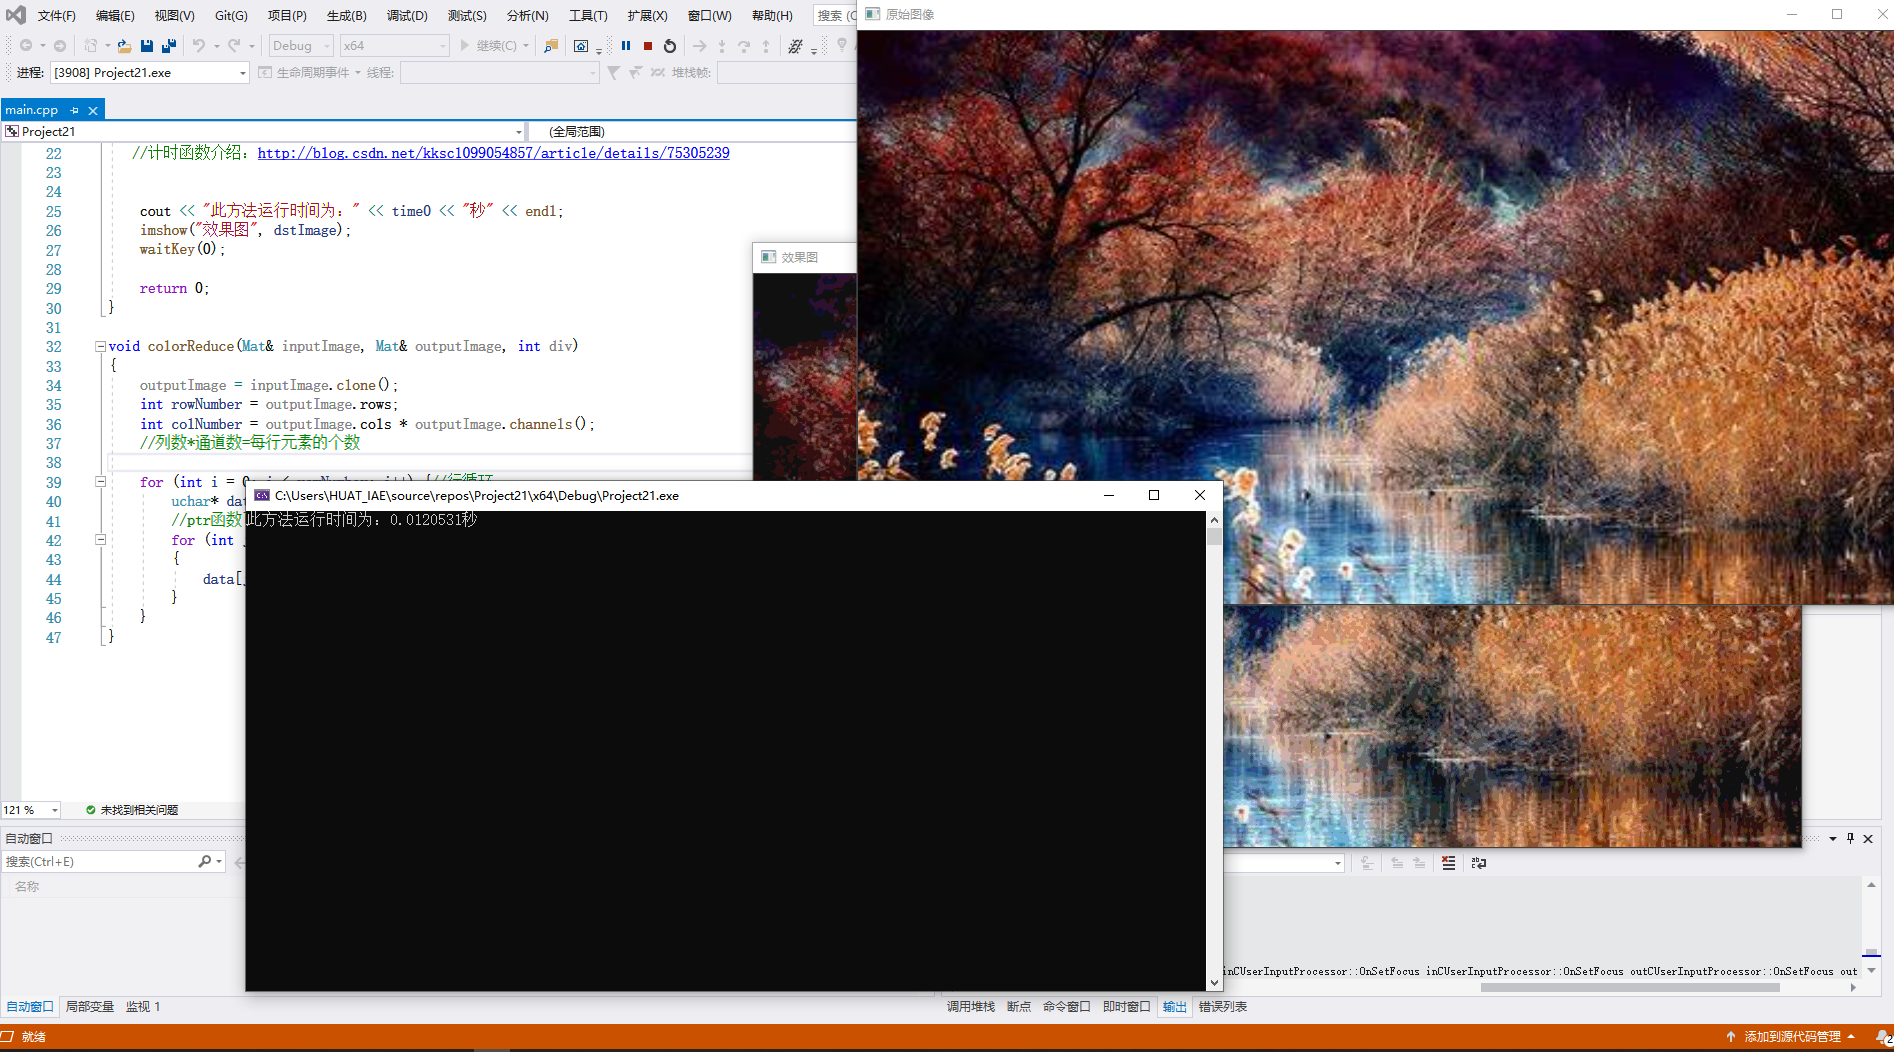 文件(F) 编辑(E) 视图(V) Git(G) 项目(P) 生成(B) 调试(D) 测试(S) 分析(N) 工具(T) 扩展(X) 窗口(W) 帮助(H) 搜索 (C
原始图像
Debug x64 继续(C)
进程: [3908] Project21.exe 生命周期事件 线程: 堆栈帧:
main.cpp
Project21 (全局范围)
22 //计时函数介绍: http://blog.csdn.net/kksc1099054857/article/details/75305239
23
24
25 cout << "此方法运行时间为: " << time0 << "秒" << endl;
26 imshow("效果图", dstImage);
27 waitKey(0);
28
29 return 0;
30 }
31
32 void colorReduce(Mat& inputImage, Mat& outputImage, int div)
33 {
34 outputImage = inputImage.clone();
35 int rowNumber = outputImage.rows;
36 int colNumber = outputImage.cols * outputImage.channels();
37 //列数*通道数=每行元素的个数
38
39 for (int i = 0; i < rowNumber; i++) {//行循环
40 uchar* dat
41 //ptr函数
42 for (int j
43 {
44 data[j
45 }
46 }
47 }
效果图
C:\Users\HUAT_IAE\source\repos\Project21\x64\Debug\Project21.exe
此方法运行时间为: 0.0120531秒
121 % 未找到相关问题
自动窗口
搜索(Ctrl+E)
名称
inCUserInputProcessor::OnSetFocus inCUserInputProcessor::OnSetFocus outCUserInputProcessor::OnSetFocus out
自动窗口 局部变量 监视 1
调用堆栈 断点 命令窗口 即时窗口 输出 错误列表
就绪
添加到源代码管理 2